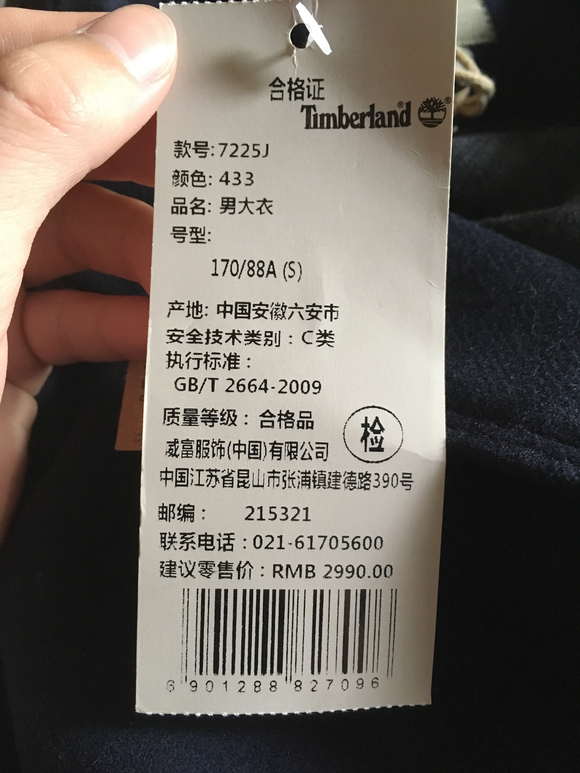 合格证
Timberland®
款号:7225J
颜色: 433
品名: 男大衣
号型:
170/88A (S)
产地: 中国安徽六安市
安全技术类别：C类
执行标准：
GB/T 2664-2009
质量等级：合格品
检
威富服饰(中国)有限公司
中国江苏省昆山市张浦镇建德路390号
邮编： 215321
联系电话：021-61705600
建议零售价：RMB 2990.00
6 901288 827096